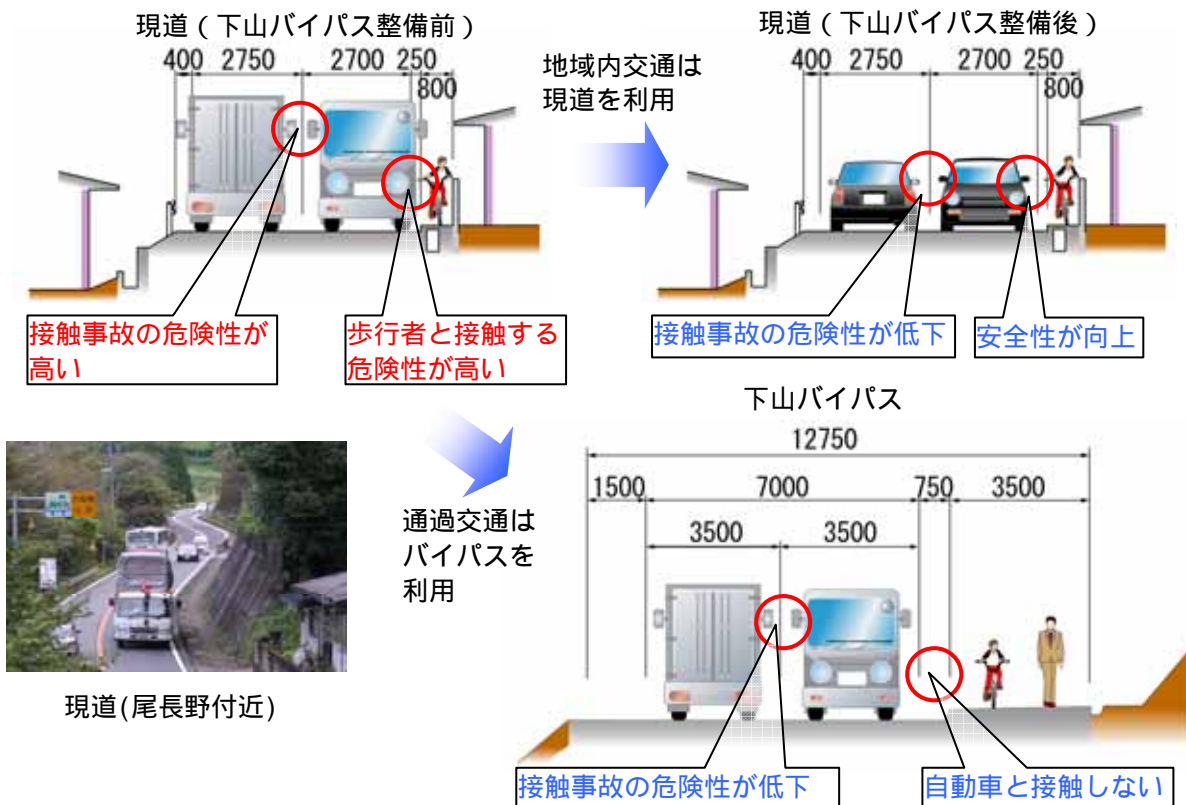 現道(下山バイパス整備前)
400 2750 2700 250
800
接触事故の危険性が
高い
歩行者と接触する
危険性が高い
地域内交通は
現道を利用
現道(下山バイパス整備後)
400 2750 2700 250
800
接触事故の危険性が低下
安全性が向上
現道(尾長野付近)
通過交通は
バイパスを
利用
下山バイパス
12750
1500 7000 750 3500
3500 3500
接触事故の危険性が低下
自動車と接触しない